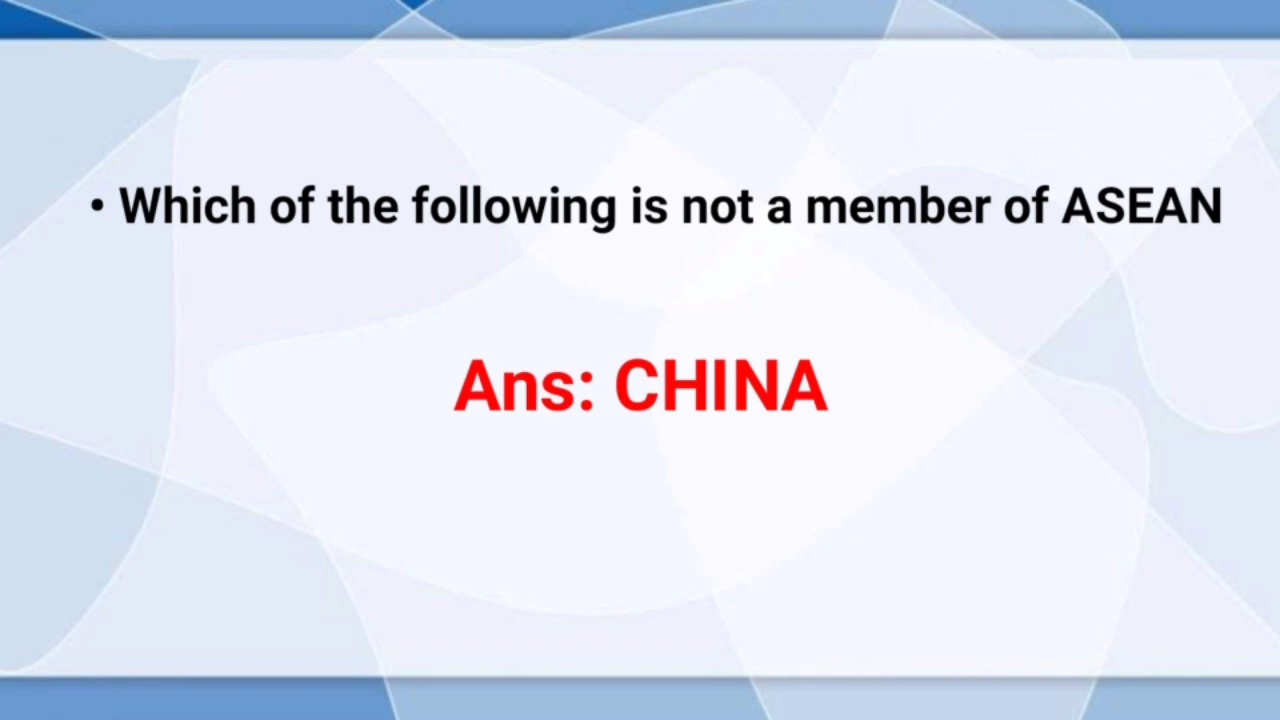 • Which of the following is not a member of ASEAN
Ans: CHINA